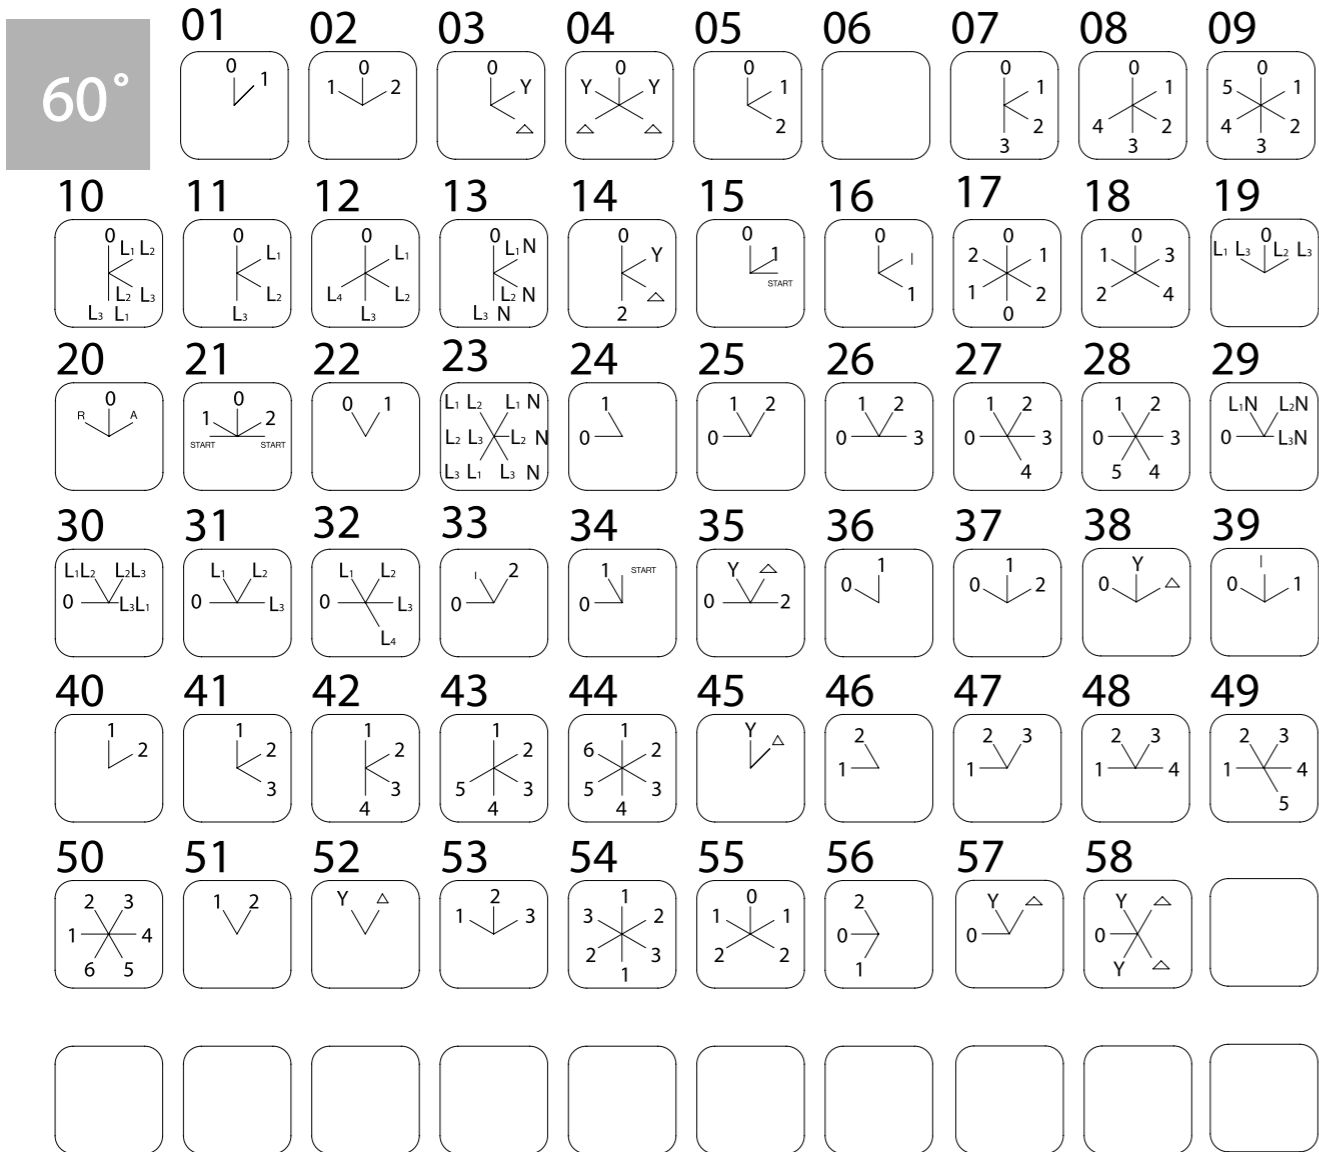 60°
01 02 03 04 05 06 07 08 09
0 1
1 0 2
0 Y △
Y 0 Y △ △
0 1 2
0 1 2 3
0 1 4 2 3
0 5 1 4 2 3
10 11 12 13 14 15 16 17 18 19
0 L1 L2 L2 L3 L3 L1
0 L1 L2 L3
0 L1 L4 L2 L3
0 L1 N L2 N L3 N
0 Y △ 2
0 1 START
0 I 1
0 2 1 1 2 0
0 1 3 2 4
L1 L3 0 L2 L3
20 21 22 23 24 25 26 27 28 29
0 R A
0 1 2 START START
0 1
L1 L2 L1 N L2 L3 L2 N L3 L1 L3 N
1 0
1 2 0
1 2 0 3
1 2 0 3 4
1 2 0 3 5 4
L1N L2N 0 L3N
30 31 32 33 34 35 36 37 38 39
L1L2 L2L3 0 L3L1
L1 L2 0 L3
L1 L2 0 L3 L4
I 2 0
1 START 0
Y △ 0 2
1 0
1 0 2
Y 0 △
I 0 1
40 41 42 43 44 45 46 47 48 49
1 2
1 2 3
1 2 3 4
1 2 5 3 4
1 6 2 5 3 4
Y △
2 1
2 3 1
2 3 1 4
2 3 1 4 5
50 51 52 53 54 55 56 57 58
2 3 1 4 6 5
1 2
Y △
2 1 3
1 3 2 2 3 1
0 1 1 2 2
2 0 1
Y △ 0
Y △ 0 Y △